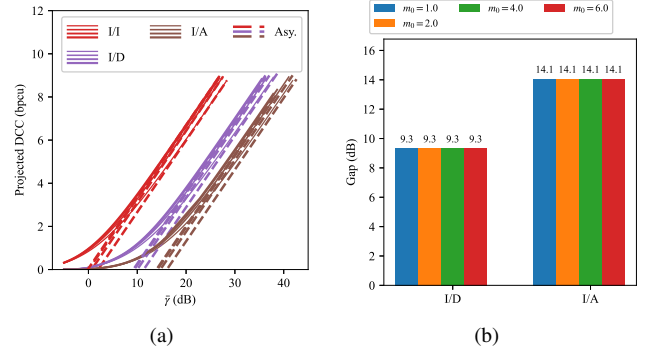 12
10
8
6
4
2
0
Projected DCC (bpcu)
I/I
I/A
Asy.
I/D
0
10
20
30
40
γ̄ (dB)
(a)
m₀=1.0
m₀=4.0
m₀=6.0
m₀=2.0
16
14
12
10
8
6
4
2
0
Gap (dB)
9.3 9.3 9.3 9.3
14.1 14.1 14.1 14.1
I/D
I/A
(b)